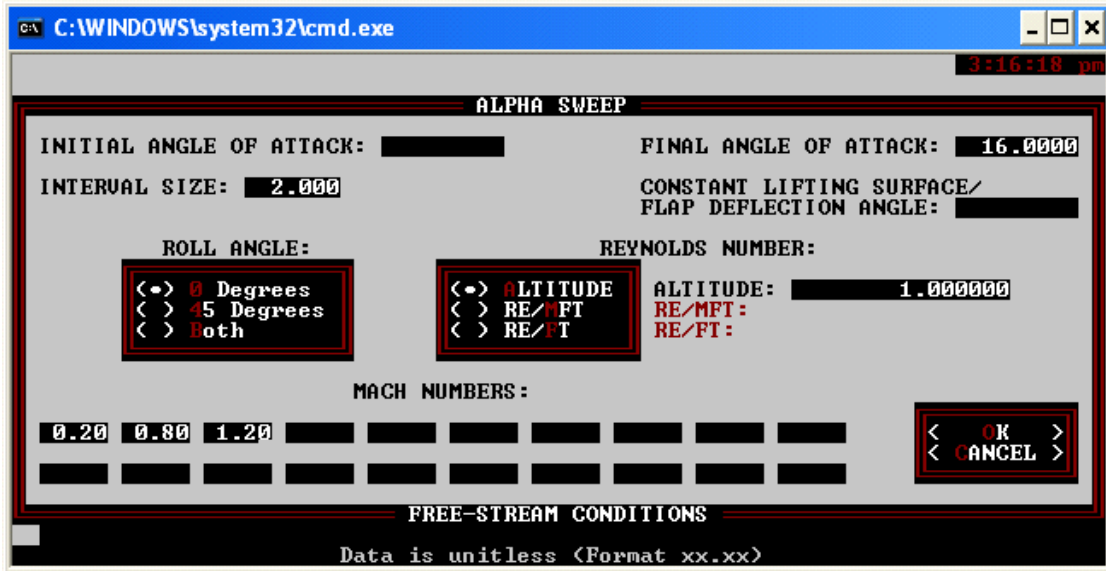 C:\WINDOWS\system32\cmd.exe
3:16:18 pm
ALPHA SWEEP
INITIAL ANGLE OF ATTACK:
FINAL ANGLE OF ATTACK: 16.0000
INTERVAL SIZE: 2.000
CONSTANT LIFTING SURFACE/
FLAP DEFLECTION ANGLE:
ROLL ANGLE:
(•) 0 Degrees
( ) 45 Degrees
( ) Both
REYNOLDS NUMBER:
(•) ALTITUDE
( ) RE/MFT
( ) RE/FT
ALTITUDE: 1.000000
RE/MFT:
RE/FT:
MACH NUMBERS:
0.20 0.80 1.20
< OK >
< CANCEL >
FREE-STREAM CONDITIONS
Data is unitless (Format xx.xx)